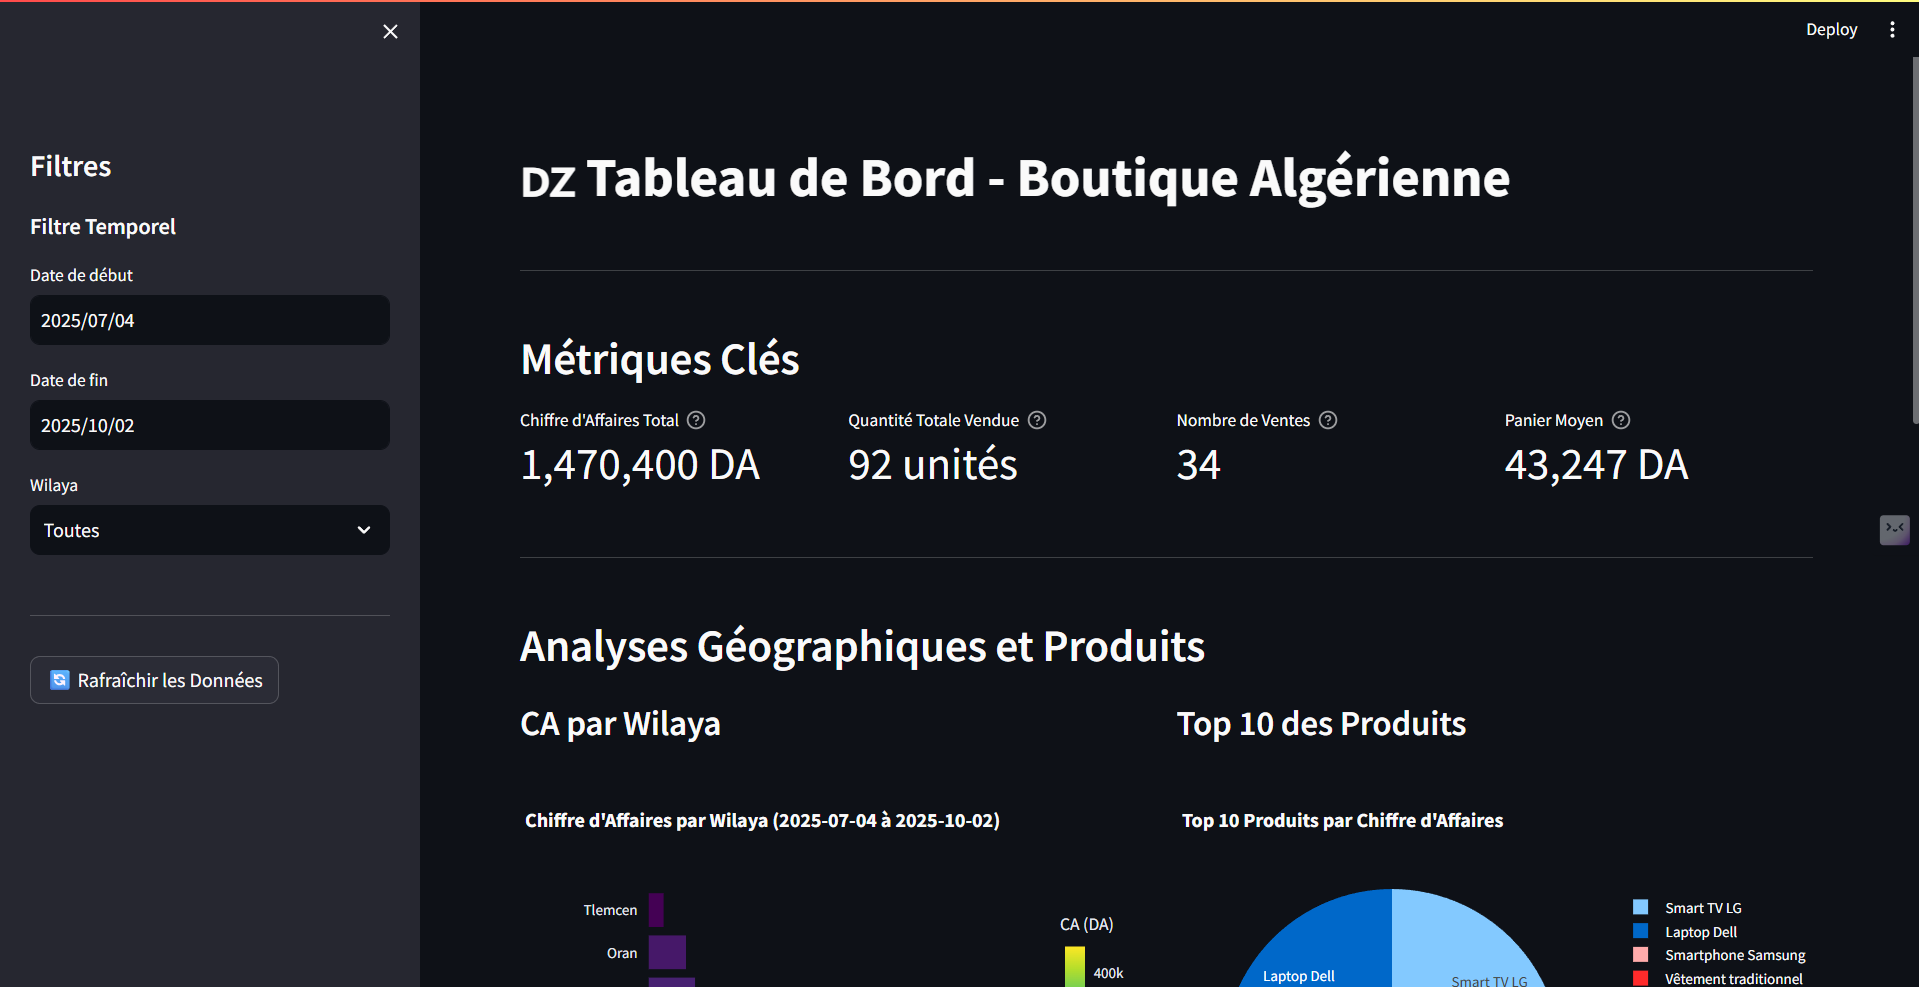 Deploy
Filtres
Filtre Temporel
Date de début
2025/07/04
Date de fin
2025/10/02
Wilaya
Toutes
Rafraîchir les Données
DZ Tableau de Bord - Boutique Algérienne
Métriques Clés
Chiffre d'Affaires Total
1,470,400 DA
Quantité Totale Vendue
92 unités
Nombre de Ventes
34
Panier Moyen
43,247 DA
Analyses Géographiques et Produits
CA par Wilaya
Chiffre d'Affaires par Wilaya (2025-07-04 à 2025-10-02)
Tlemcen
Oran
CA (DA)
400k
Top 10 des Produits
Top 10 Produits par Chiffre d'Affaires
Laptop Dell
Smart TV LG
Smart TV LG
Laptop Dell
Smartphone Samsung
Vêtement traditionnel